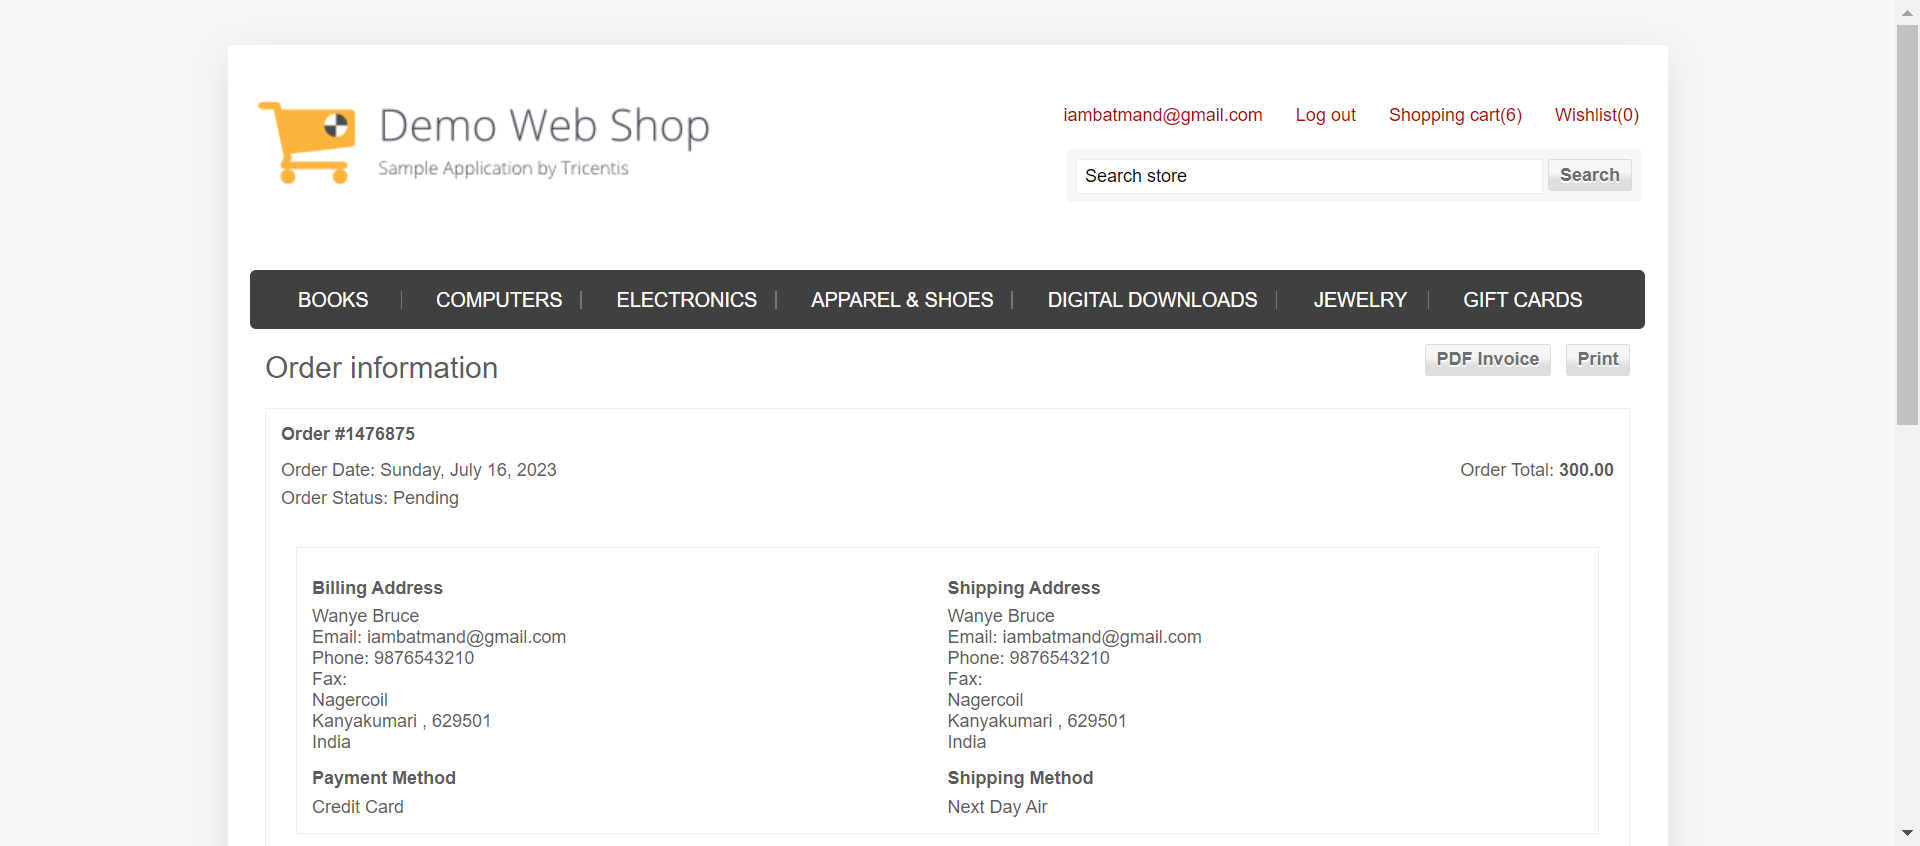 Demo Web Shop
Sample Application by Tricentis
iambatmand@gmail.com Log out Shopping cart(6) Wishlist(0)
Search store Search
BOOKS COMPUTERS ELECTRONICS APPAREL & SHOES DIGITAL DOWNLOADS JEWELRY GIFT CARDS
Order information PDF Invoice Print
Order #1476875
Order Date: Sunday, July 16, 2023 Order Total: 300.00
Order Status: Pending
Billing Address
Wanye Bruce
Email: iambatmand@gmail.com
Phone: 9876543210
Fax:
Nagercoil
Kanyakumari , 629501
India
Payment Method
Credit Card
Shipping Address
Wanye Bruce
Email: iambatmand@gmail.com
Phone: 9876543210
Fax:
Nagercoil
Kanyakumari , 629501
India
Shipping Method
Next Day Air